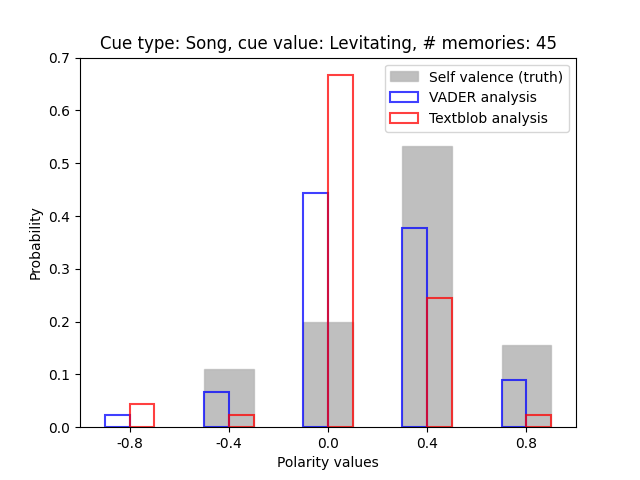 Cue type: Song, cue value: Levitating, # memories: 45
Self valence (truth)
VADER analysis
Textblob analysis
Probability
0.7
0.6
0.5
0.4
0.3
0.2
0.1
0.0
-0.8 -0.4 0.0 0.4 0.8
Polarity values